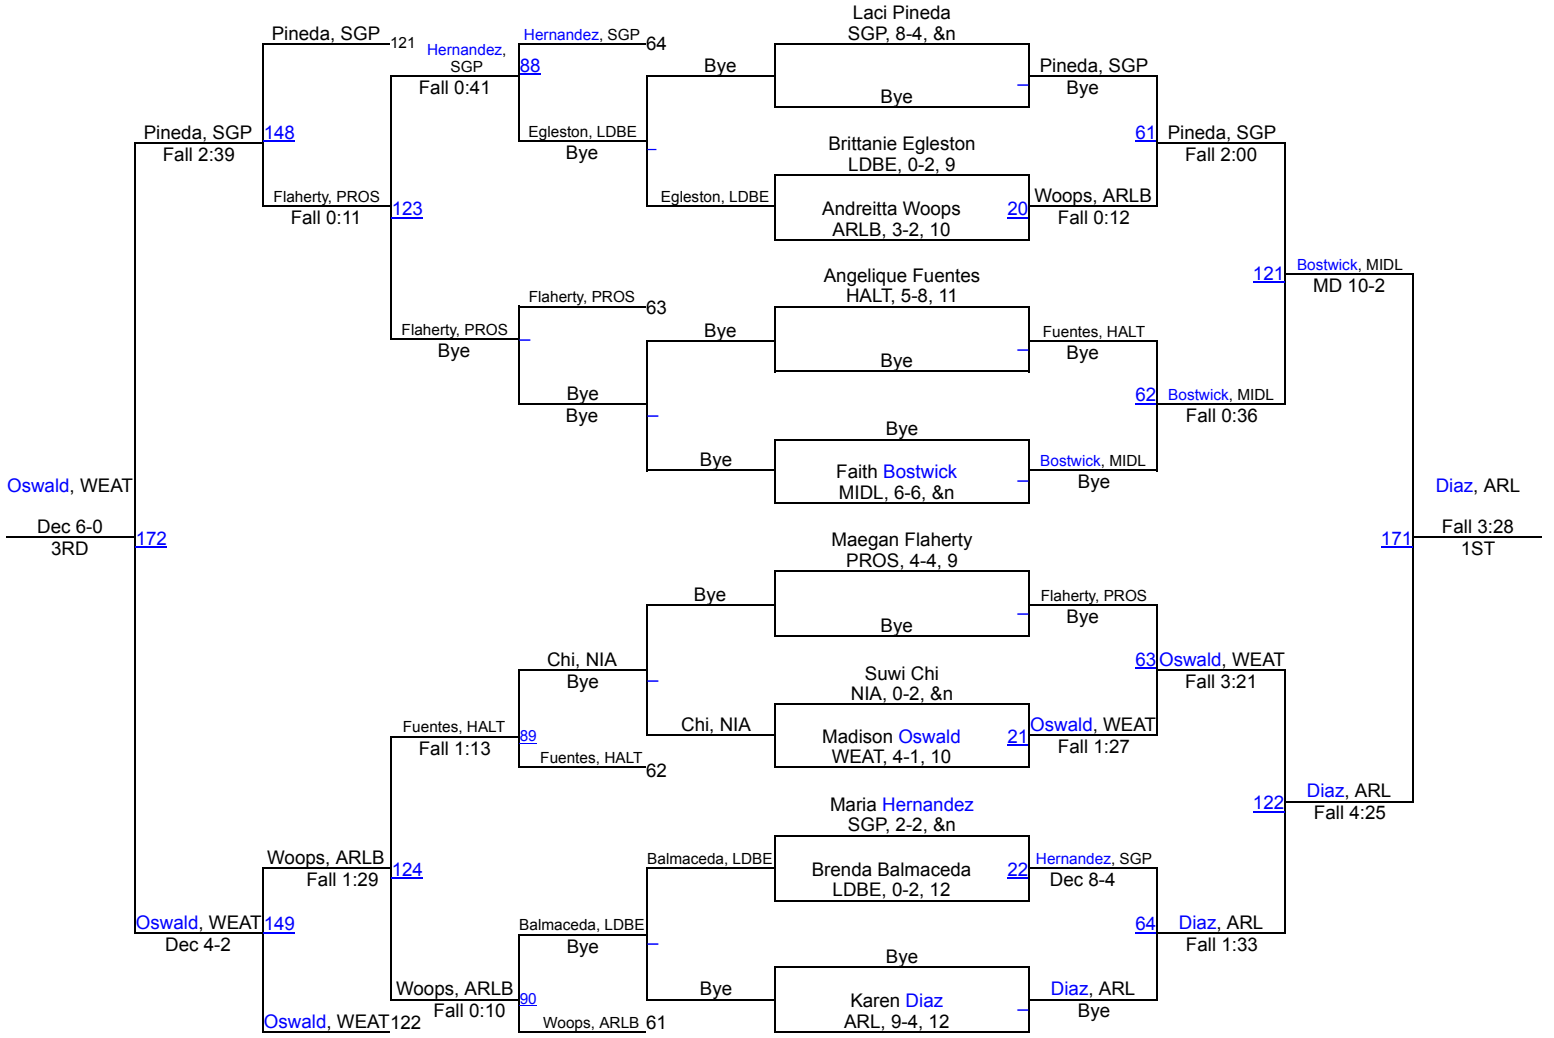 Laci Pineda
SGP, 8-4, &n
Pineda, SGP
121
Hernandez,
SGP
Fall 0:41
Hernandez, SGP
64
88
Bye
Bye
Pineda, SGP
Bye
Pineda, SGP
Fall 2:39
148
Egleston, LDBE
Bye
Brittanie Egleston
LDBE, 0-2, 9
61
Pineda, SGP
Fall 2:00
Flaherty, PROS
Fall 0:11
123
Egleston, LDBE
Andreitta Woops
ARLB, 3-2, 10
20
Woops, ARLB
Fall 0:12
Angelique Fuentes
HALT, 5-8, 11
121
Bostwick, MIDL
MD 10-2
Flaherty, PROS
63
Flaherty, PROS
Bye
Bye
Bye
Fuentes, HALT
Bye
Bye
Bye
62
Bostwick, MIDL
Fall 0:36
Bye
Bye
Faith Bostwick
MIDL, 6-6, &n
Bostwick, MIDL
Bye
Oswald, WEAT
Dec 6-0
3RD
172
Diaz, ARL
Fall 3:28
1ST
171
Maegan Flaherty
PROS, 4-4, 9
Bye
Bye
Flaherty, PROS
Bye
Chi, NIA
Bye
Suwi Chi
NIA, 0-2, &n
63
Oswald, WEAT
Fall 3:21
Fuentes, HALT
Fall 1:13
89
Fuentes, HALT
62
Chi, NIA
Madison Oswald
WEAT, 4-1, 10
21
Oswald, WEAT
Fall 1:27
Maria Hernandez
SGP, 2-2, &n
122
Diaz, ARL
Fall 4:25
Woops, ARLB
Fall 1:29
124
Balmaceda, LDBE
Brenda Balmaceda
LDBE, 0-2, 12
22
Hernandez, SGP
Dec 8-4
Oswald, WEAT
Dec 4-2
149
Balmaceda, LDBE
Bye
Bye
64
Diaz, ARL
Fall 1:33
Woops, ARLB
Fall 0:10
90
Bye
Karen Diaz
ARL, 9-4, 12
Diaz, ARL
Bye
Oswald, WEAT
122
Woops, ARLB
61